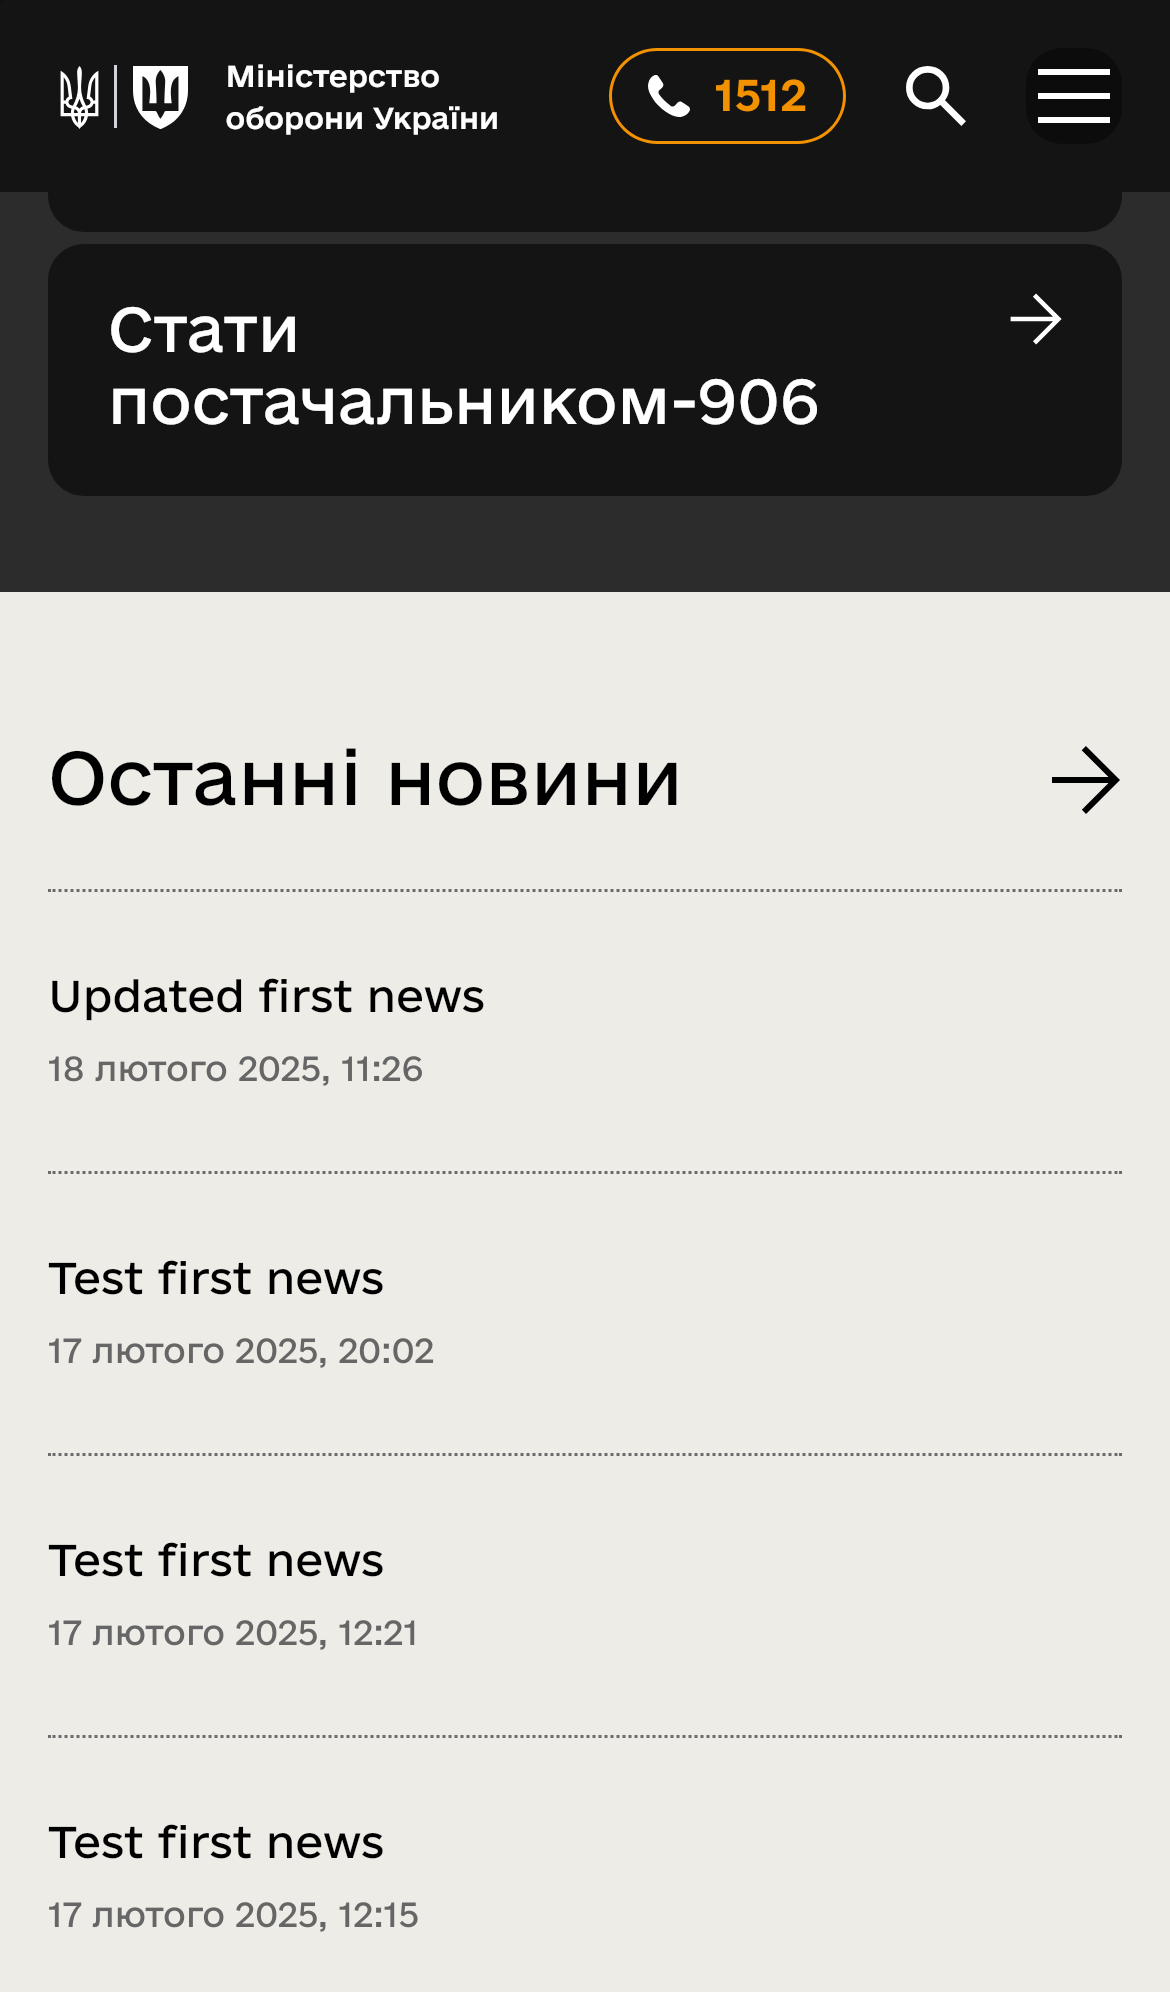 Міністерство
оборони України
1512
Стати
постачальником-906
Останні новини
Updated first news
18 лютого 2025, 11:26
Test first news
17 лютого 2025, 20:02
Test first news
17 лютого 2025, 12:21
Test first news
17 лютого 2025, 12:15